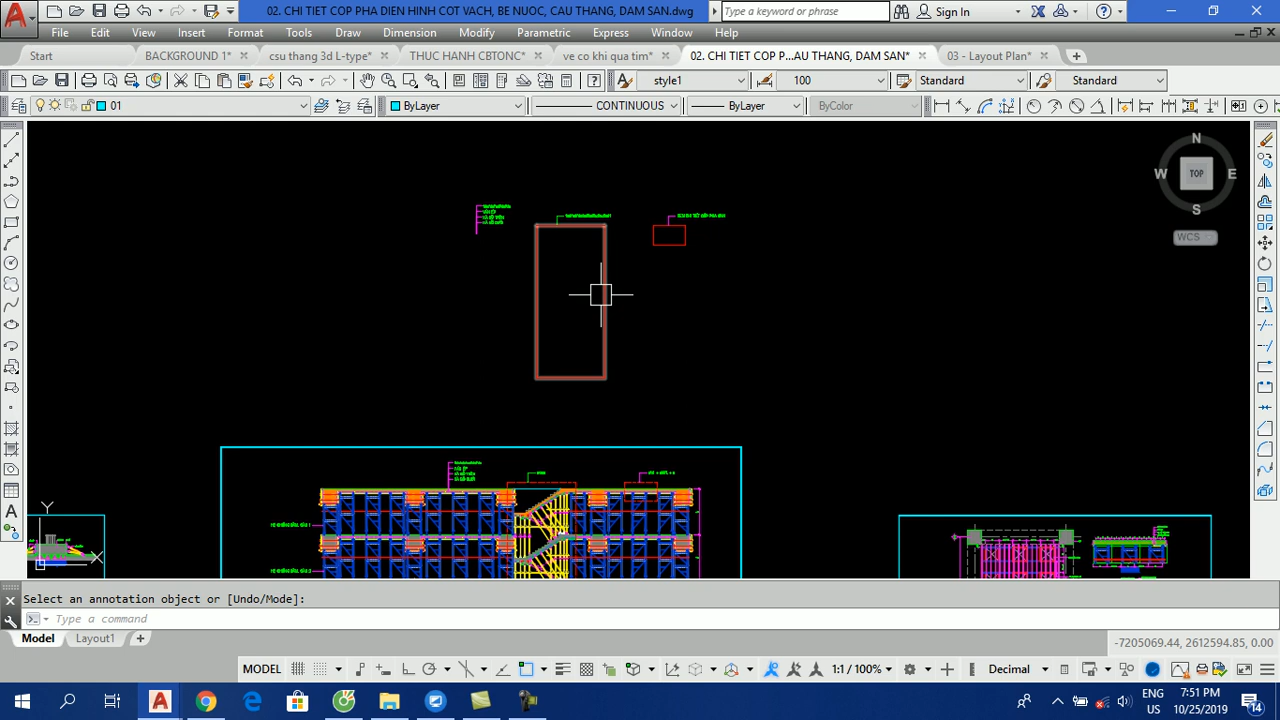 02. CHI TIET COP PHA DIEN HINH COT VACH, BE NUOC, CAU THANG, DAM SAN.dwg
Type a keyword or phrase
Sign In
File Edit View Insert Format Tools Draw Dimension Modify Parametric Express Window Help
Start
BACKGROUND 1*
csu thang 3d L-type*
THUC HANH CBTONC*
ve co khi qua tim*
02. CHI TIET COP P...AU THANG, DAM SAN*
03 - Layout Plan*
style1
100
Standard
Standard
01
ByLayer
CONTINUOUS
ByLayer
ByColor
N
W TOP E
S
WCS
Y
X
Select an annotation object or [Undo/Mode]:
Type a command
Model
Layout1
-7205069.44, 2612594.85, 0.00
MODEL
1:1 / 100%
Decimal
ENG
US
7:51 PM
10/25/2019
14